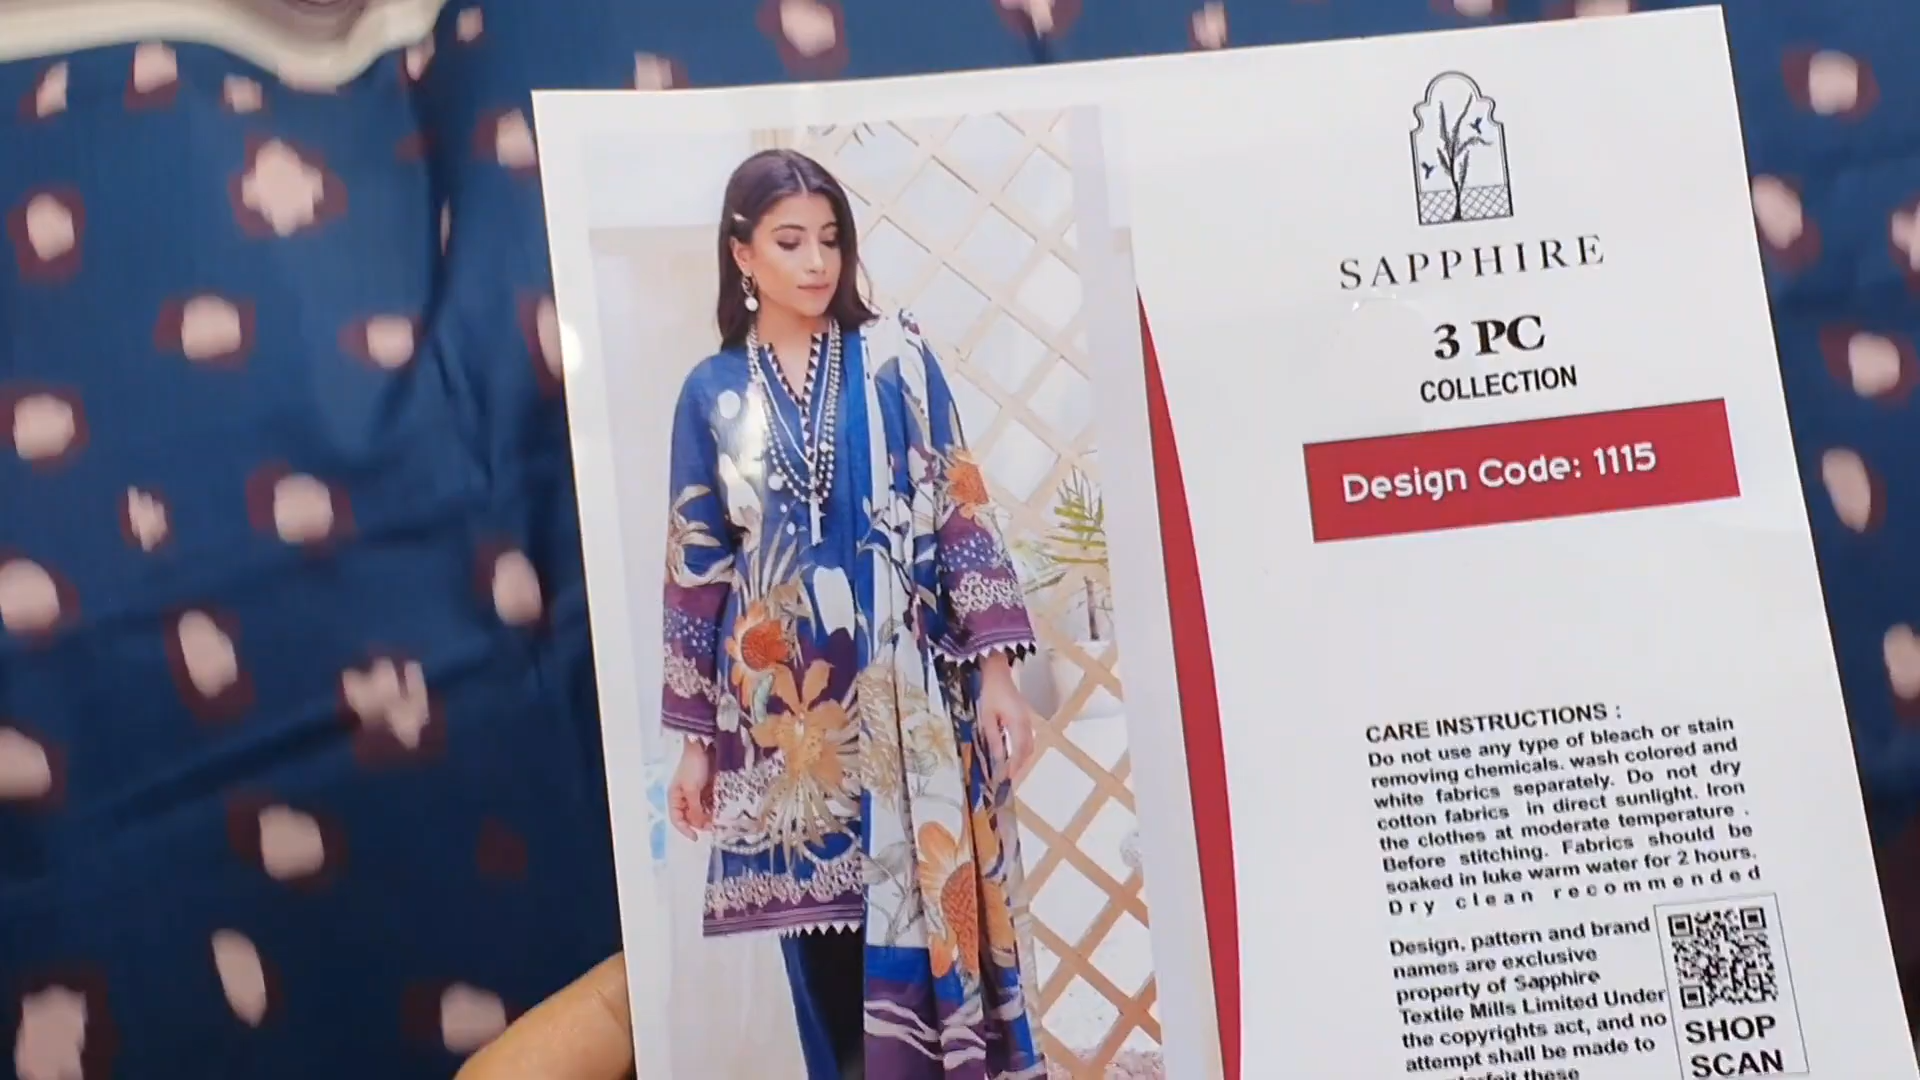 SAPPHIRE
3 PC
COLLECTION
Design Code: 1115
CARE INSTRUCTIONS :
Do not use any type of bleach or stain
removing chemicals. wash colored and
white fabrics separately. Do not dry
cotton fabrics in direct sunlight. Iron
the clothes at moderate temperature .
Before stitching. Fabrics should be
soaked in luke warm water for 2 hours.
Dry clean recommended
Design, pattern and brand
names are exclusive
property of Sapphire
Textile Mills Limited Under
the copyrights act, and no
attempt shall be made to
these
SHOP
SCAN